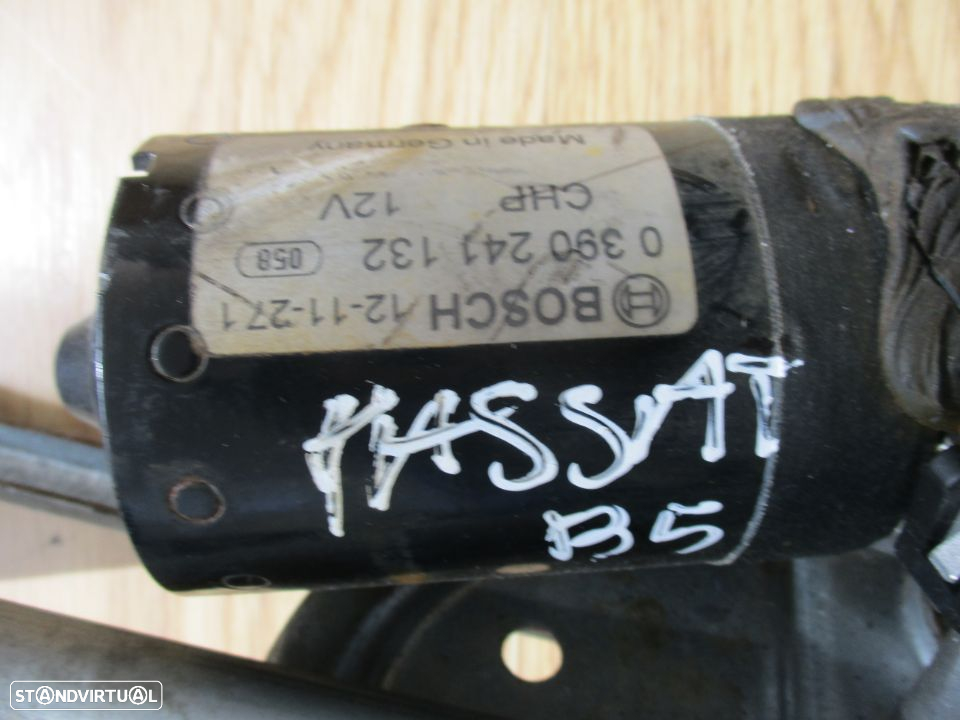 BOSCH 12-11-271
0 390 241 132 058
CHP 12V
Made in Germany
PASSAT
B5
STANDVIRTUAL